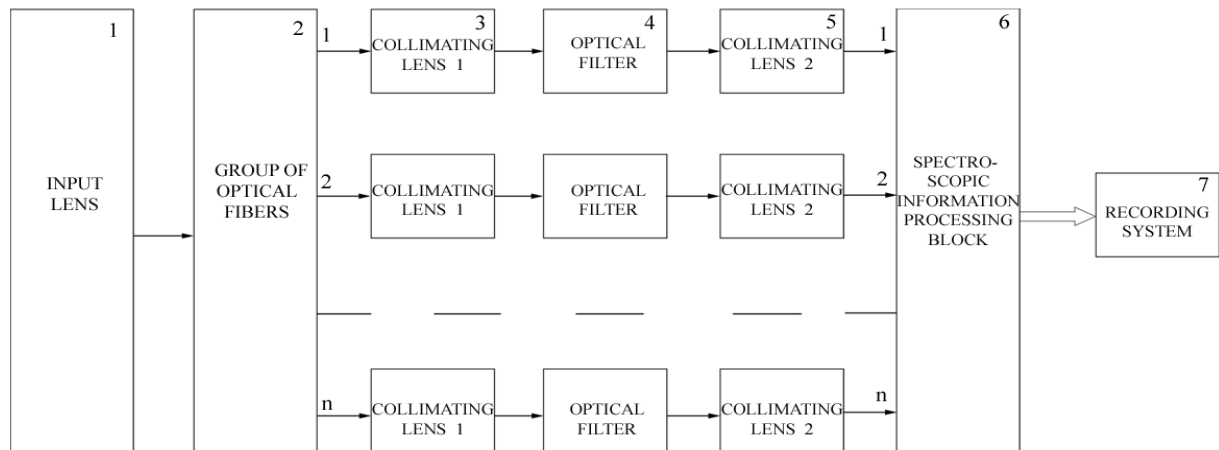 1
INPUT
LENS
2
GROUP OF
OPTICAL
FIBERS
1
3
COLLIMATING
LENS 1
4
OPTICAL
FILTER
5
COLLIMATING
LENS 2
1
2
COLLIMATING
LENS 1
OPTICAL
FILTER
COLLIMATING
LENS 2
2
n
COLLIMATING
LENS 1
OPTICAL
FILTER
COLLIMATING
LENS 2
n
6
SPECTRO-
SCOPIC
INFORMATION
PROCESSING
BLOCK
7
RECORDING
SYSTEM